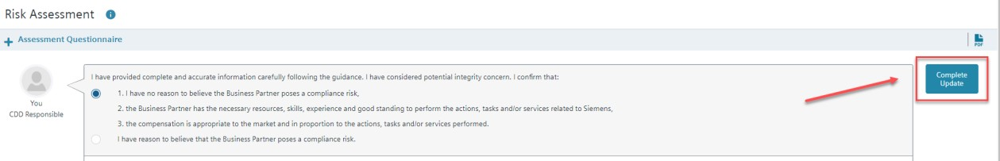 Risk Assessment
Assessment Questionnaire
PDF
You
CDD Responsible
I have provided complete and accurate information carefully following the guidance. I have considered potential integrity concern. I confirm that:
1. I have no reason to believe the Business Partner poses a compliance risk,
2. the Business Partner has the necessary resources, skills, experience and good standing to perform the actions, tasks and/or services related to Siemens,
3. the compensation is appropriate to the market and in proportion to the actions, tasks and/or services performed.
I have reason to believe that the Business Partner poses a compliance risk.
Complete
Update